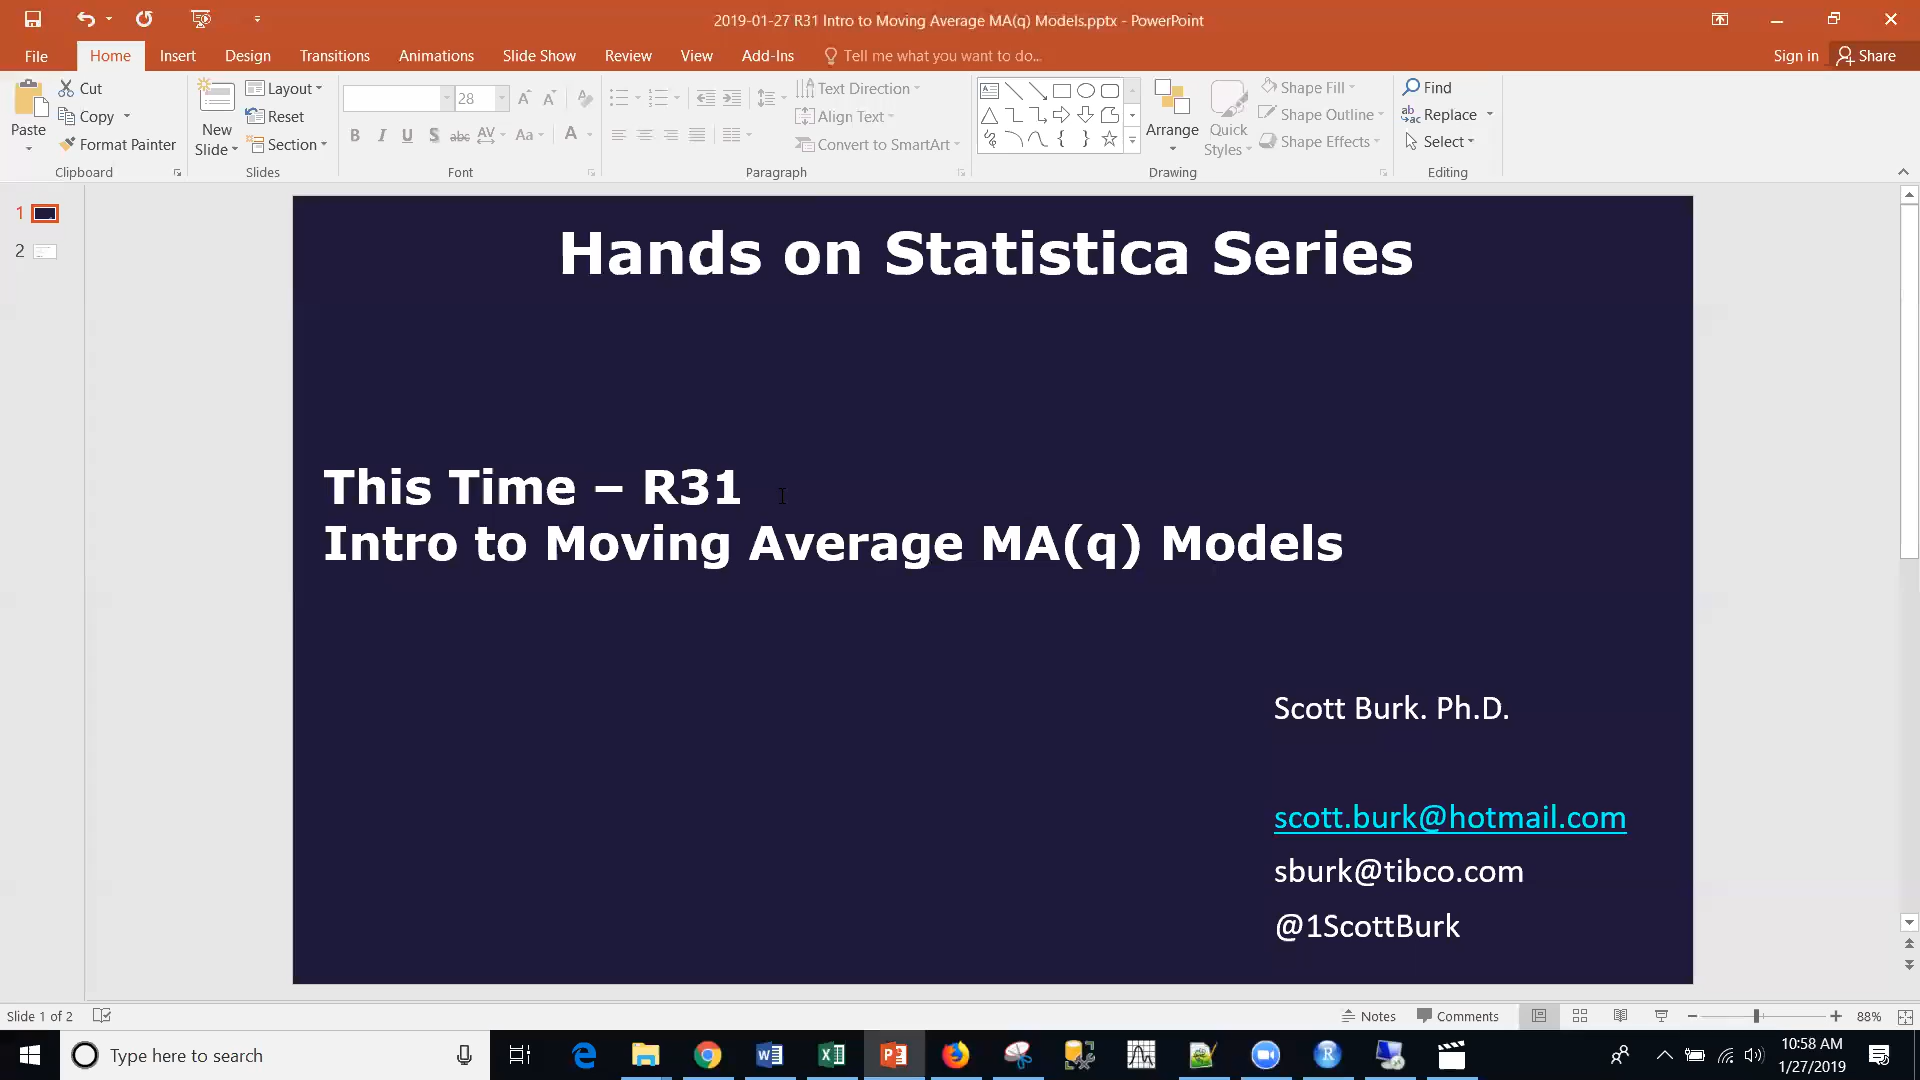 2019-01-27 R31 Intro to Moving Average MA(q) Models.pptx - PowerPoint
File Home Insert Design Transitions Animations Slide Show Review View Add-Ins Tell me what you want to do... Sign in Share
Paste
Cut
Copy
Format Painter
Clipboard
New
Slide
Layout
Reset
Section
Slides
28
B I U S abc AV Aa A
Font
Text Direction
Align Text
Convert to SmartArt
Paragraph
Arrange
Quick
Styles
Shape Fill
Shape Outline
Shape Effects
Drawing
Find
Replace
Select
Editing
1
2
Hands on Statistica Series
This Time – R31
Intro to Moving Average MA(q) Models
Scott Burk. Ph.D.
scott.burk@hotmail.com
sburk@tibco.com
@1ScottBurk
Slide 1 of 2
Notes Comments 88%
Type here to search
10:58 AM
1/27/2019